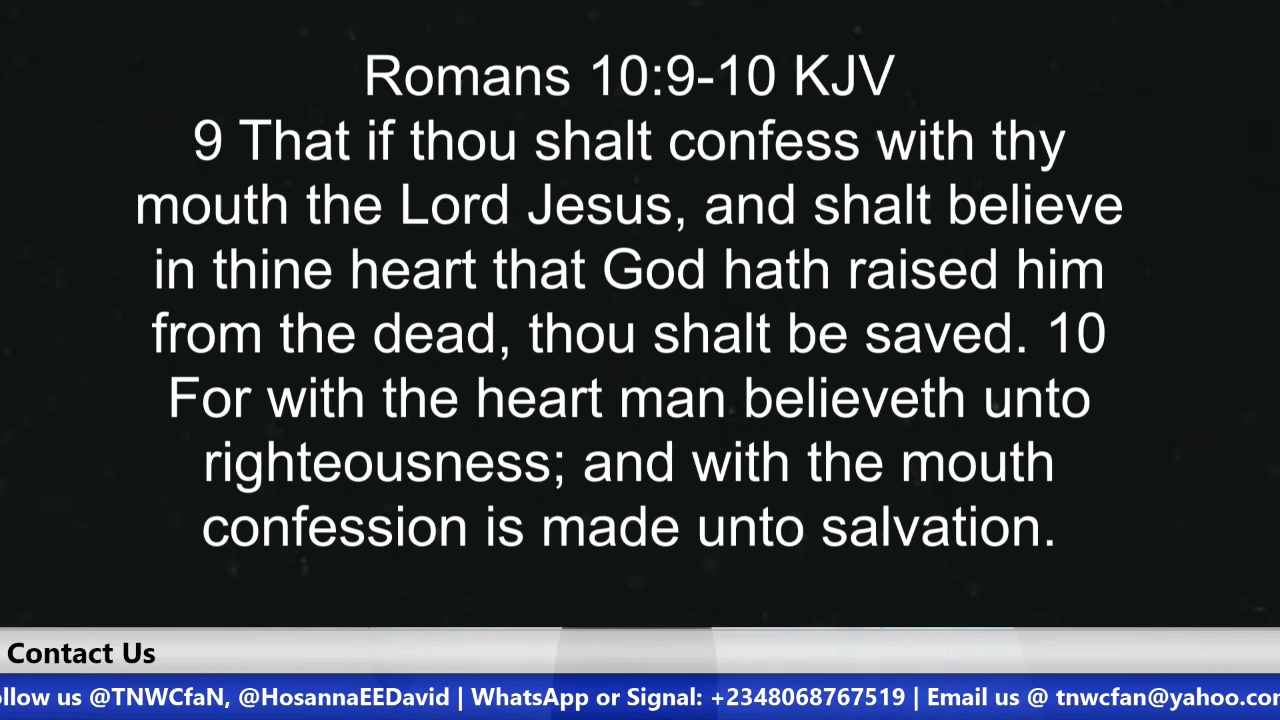 Romans 10:9-10 KJV
9 That if thou shalt confess with thy
mouth the Lord Jesus, and shalt believe
in thine heart that God hath raised him
from the dead, thou shalt be saved. 10
For with the heart man believeth unto
righteousness; and with the mouth
confession is made unto salvation.
Contact Us
ollow us @TNWCfaN, @HosannaEEDavid | WhatsApp or Signal: +2348068767519 | Email us @ tnwcfan@yahoo.con